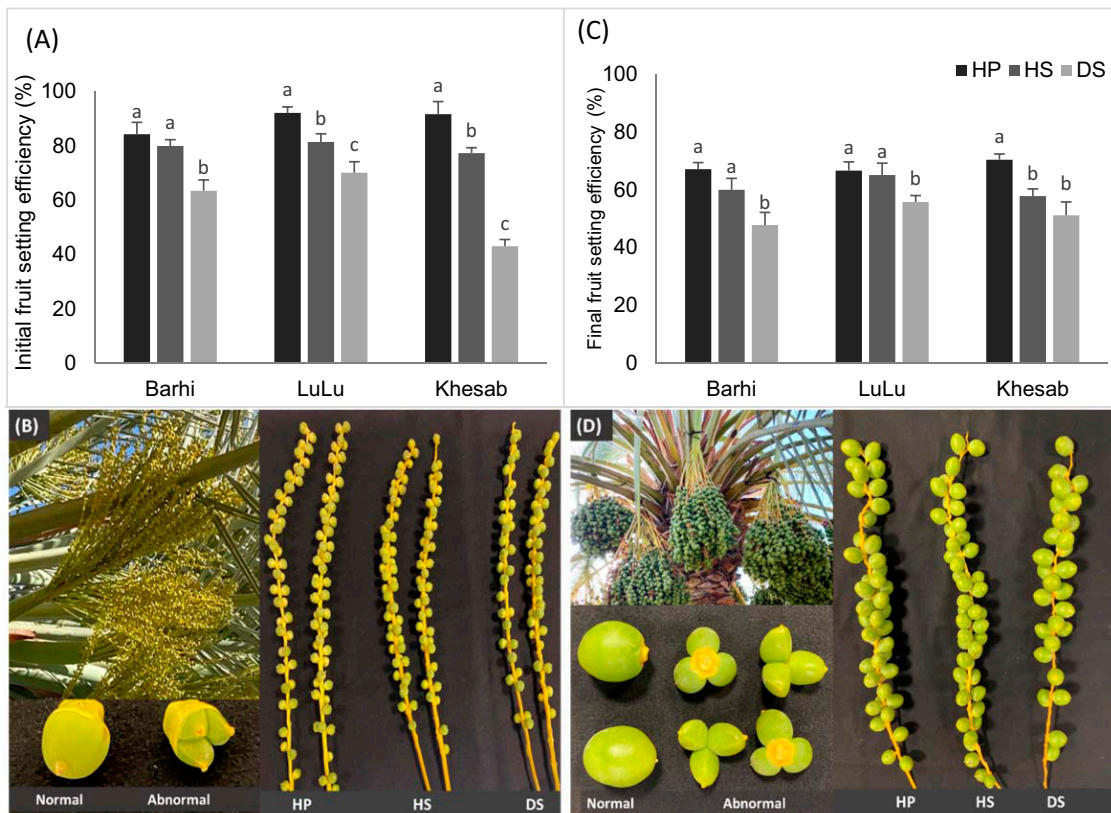 (A)
Initial fruit setting efficiency (%)
100
80
60
40
20
0
a
a
b
a
b
c
a
b
c
Barhi
LuLu
Khesab
(C)
HP HS DS
Final fruit setting efficiency (%)
100
80
60
40
20
0
a
a
b
a
a
b
a
b
b
Barhi
LuLu
Khesab
(B)
Normal
Abnormal
HP
HS
DS
(D)
Normal
Abnormal
HP
HS
DS